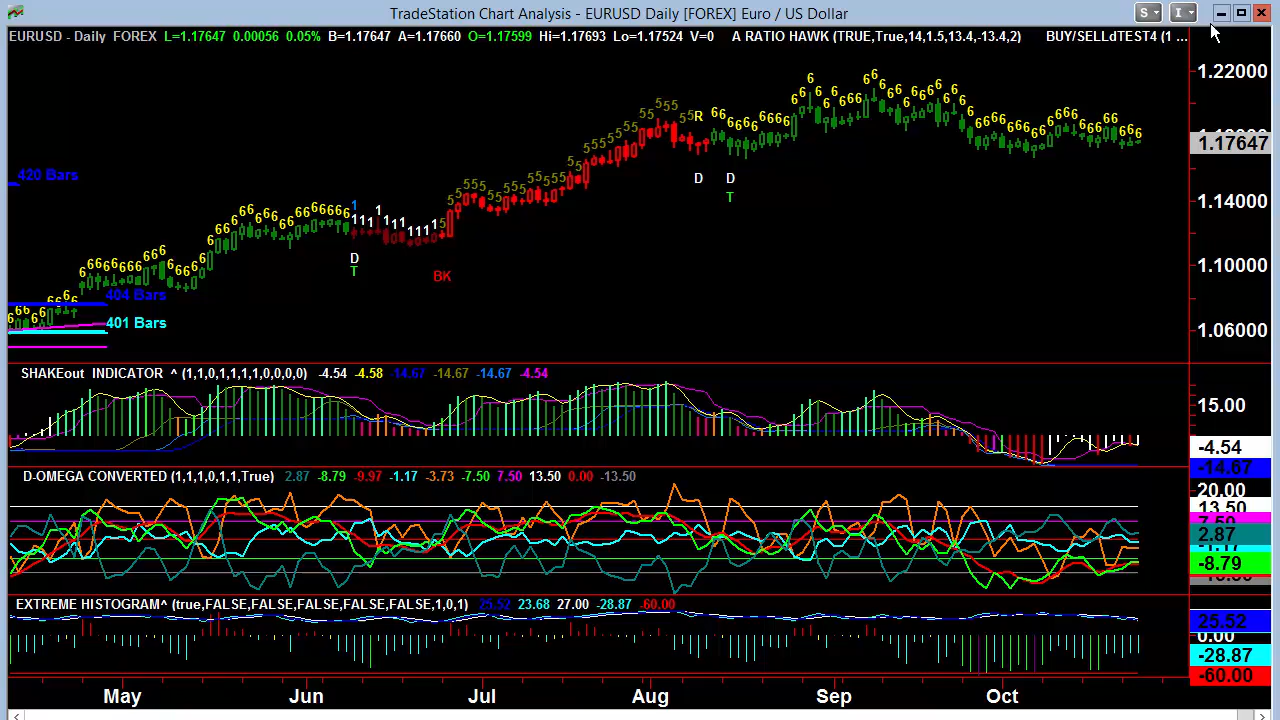 TradeStation Chart Analysis - EURUSD Daily [FOREX] Euro / US Dollar
S I
EURUSD - Daily FOREX L=1.17647 0.00056 0.05% B=1.17647 A=1.17660 O=1.17599 Hi=1.17693 Lo=1.17524 V=0 A RATIO HAWK (TRUE,True,14,1.5,13.4,-13.4,2) BUY/SELLdTEST4 (1 ...
1.22000
1.17647
420 Bars
R
D D
T
1.14000
D
T
BK
1.10000
404 Bars
401 Bars
1.06000
SHAKEout INDICATOR ^ (1,1,0,1,1,1,1,0,0,0,0) -4.54 -4.58 -14.67 -14.67 -14.67 -4.54
15.00
-4.54
-14.67
D-OMEGA CONVERTED (1,1,1,0,1,1,True) 2.87 -8.79 -9.97 -1.17 -3.73 -7.50 7.50 13.50 0.00 -13.50
20.00
13.50
7.50
2.87
-1.17
-8.79
EXTREME HISTOGRAM^ (true,FALSE,FALSE,FALSE,FALSE,FALSE,1,0,1) 25.52 23.68 27.00 -28.87 -60.00
25.52
0.00
-28.87
-60.00
May Jun Jul Aug Sep Oct